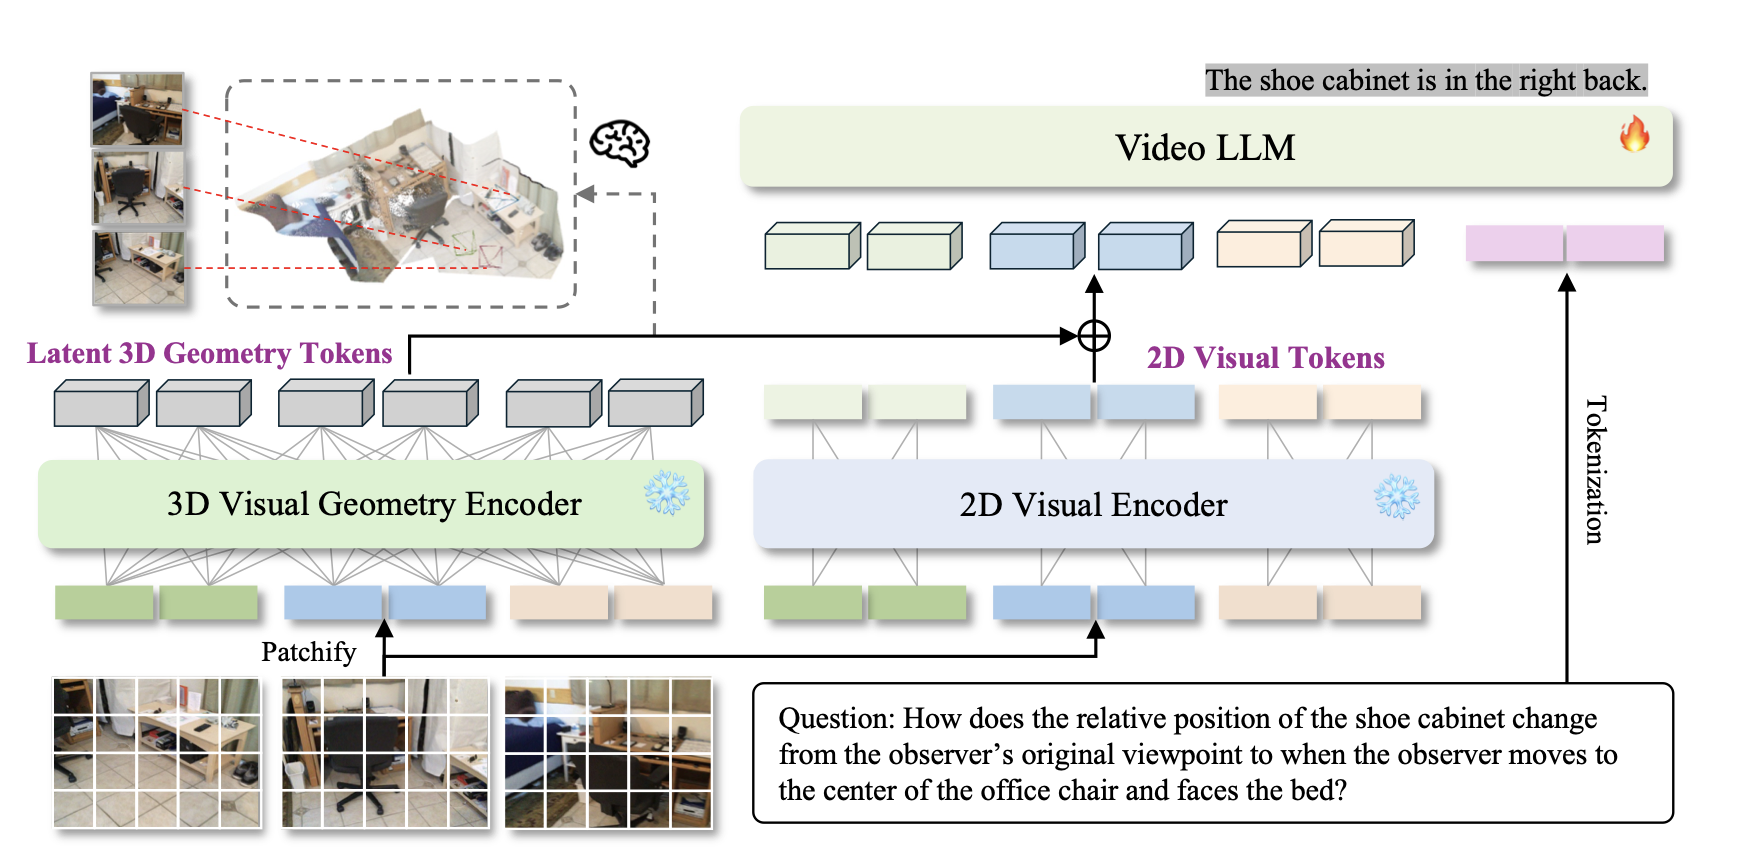 The shoe cabinet is in the right back.
Video LLM
Latent 3D Geometry Tokens
2D Visual Tokens
Tokenization
3D Visual Geometry Encoder
2D Visual Encoder
Patchify
Question: How does the relative position of the shoe cabinet change
from the observer’s original viewpoint to when the observer moves to
the center of the office chair and faces the bed?